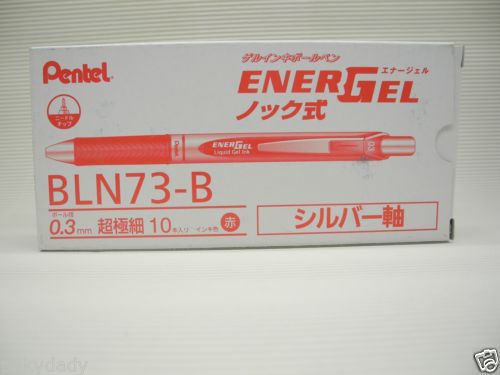 ゲルインキボールペン
Pentel
ENERGEL
エナージェル
ノック式
ニードル
チップ
Pentel
ENERGEL
Liquid Gel Ink
0.3
BLN73-B
ボール径
0.3mm 超極細 10本入り インキ色 赤
シルバー軸